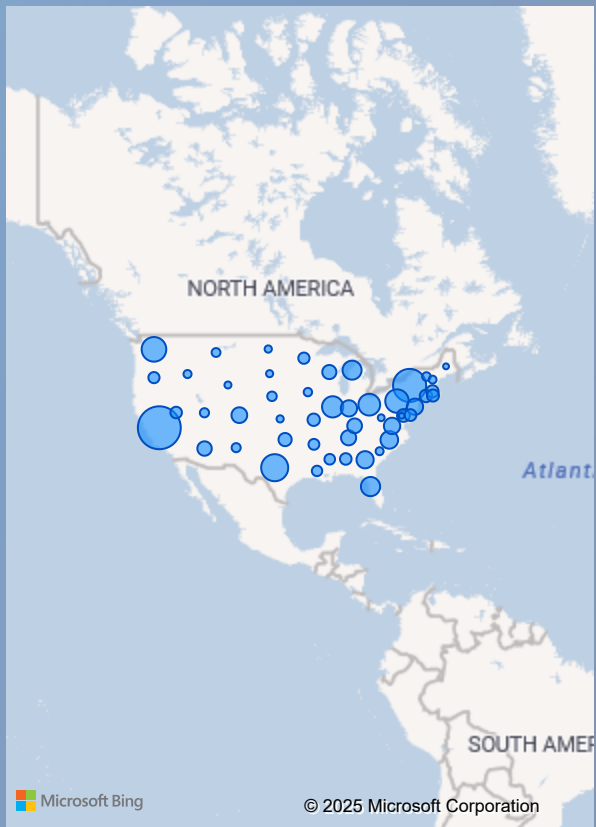 NORTH AMERICA
Atlant
SOUTH AMER
Microsoft Bing
© 2025 Microsoft Corporation